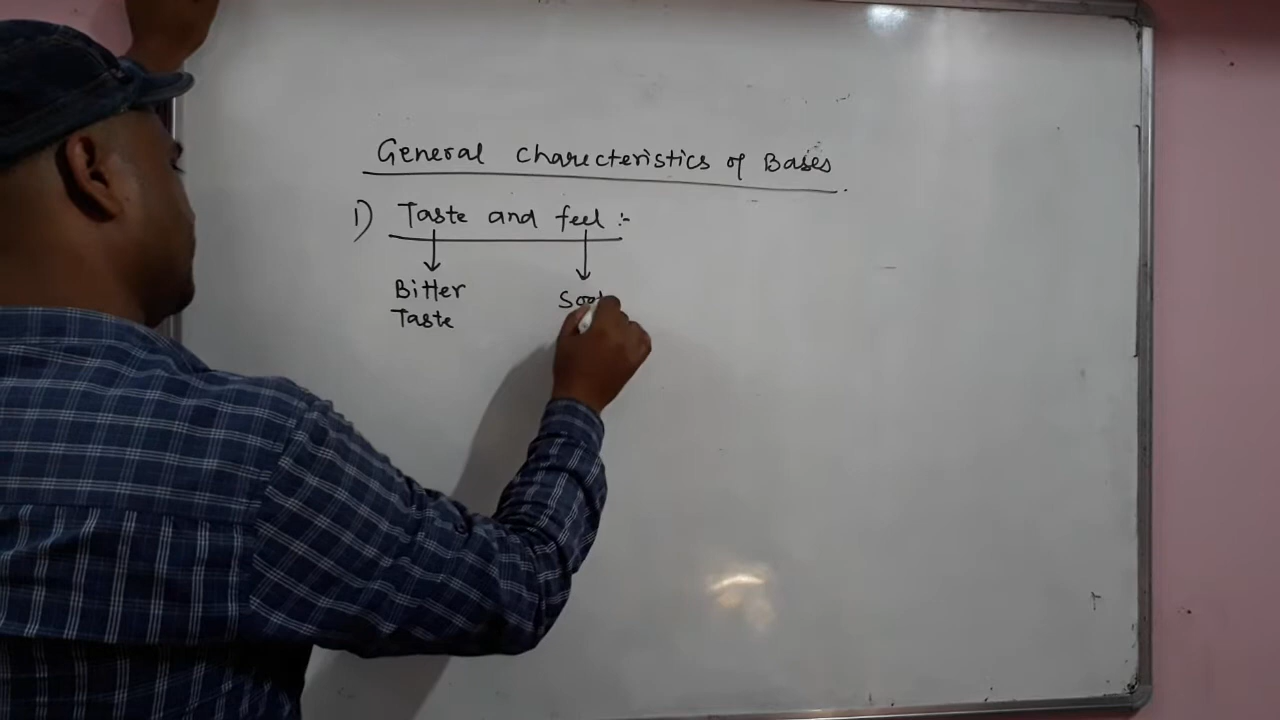 General Charecteristics of Bases
1) Taste and feel :-
Bitter
Taste